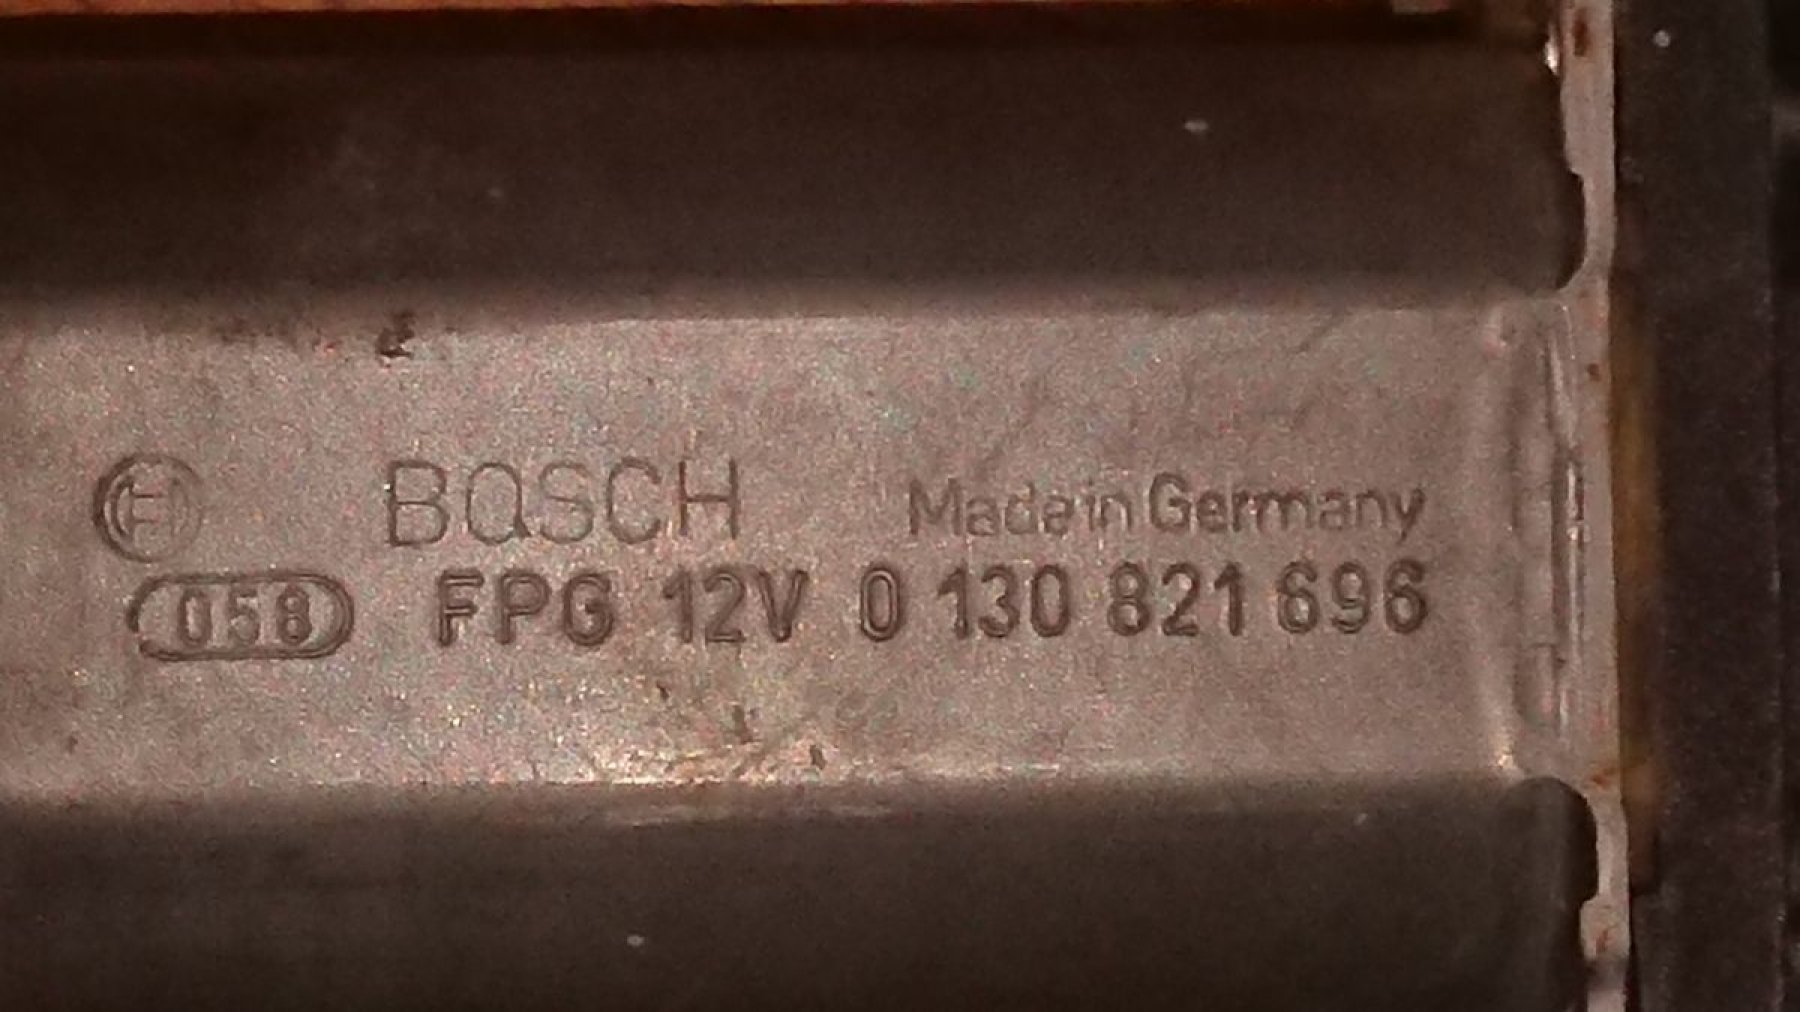 BOSCH Made in Germany
058 FPG 12V 0 130 821 696